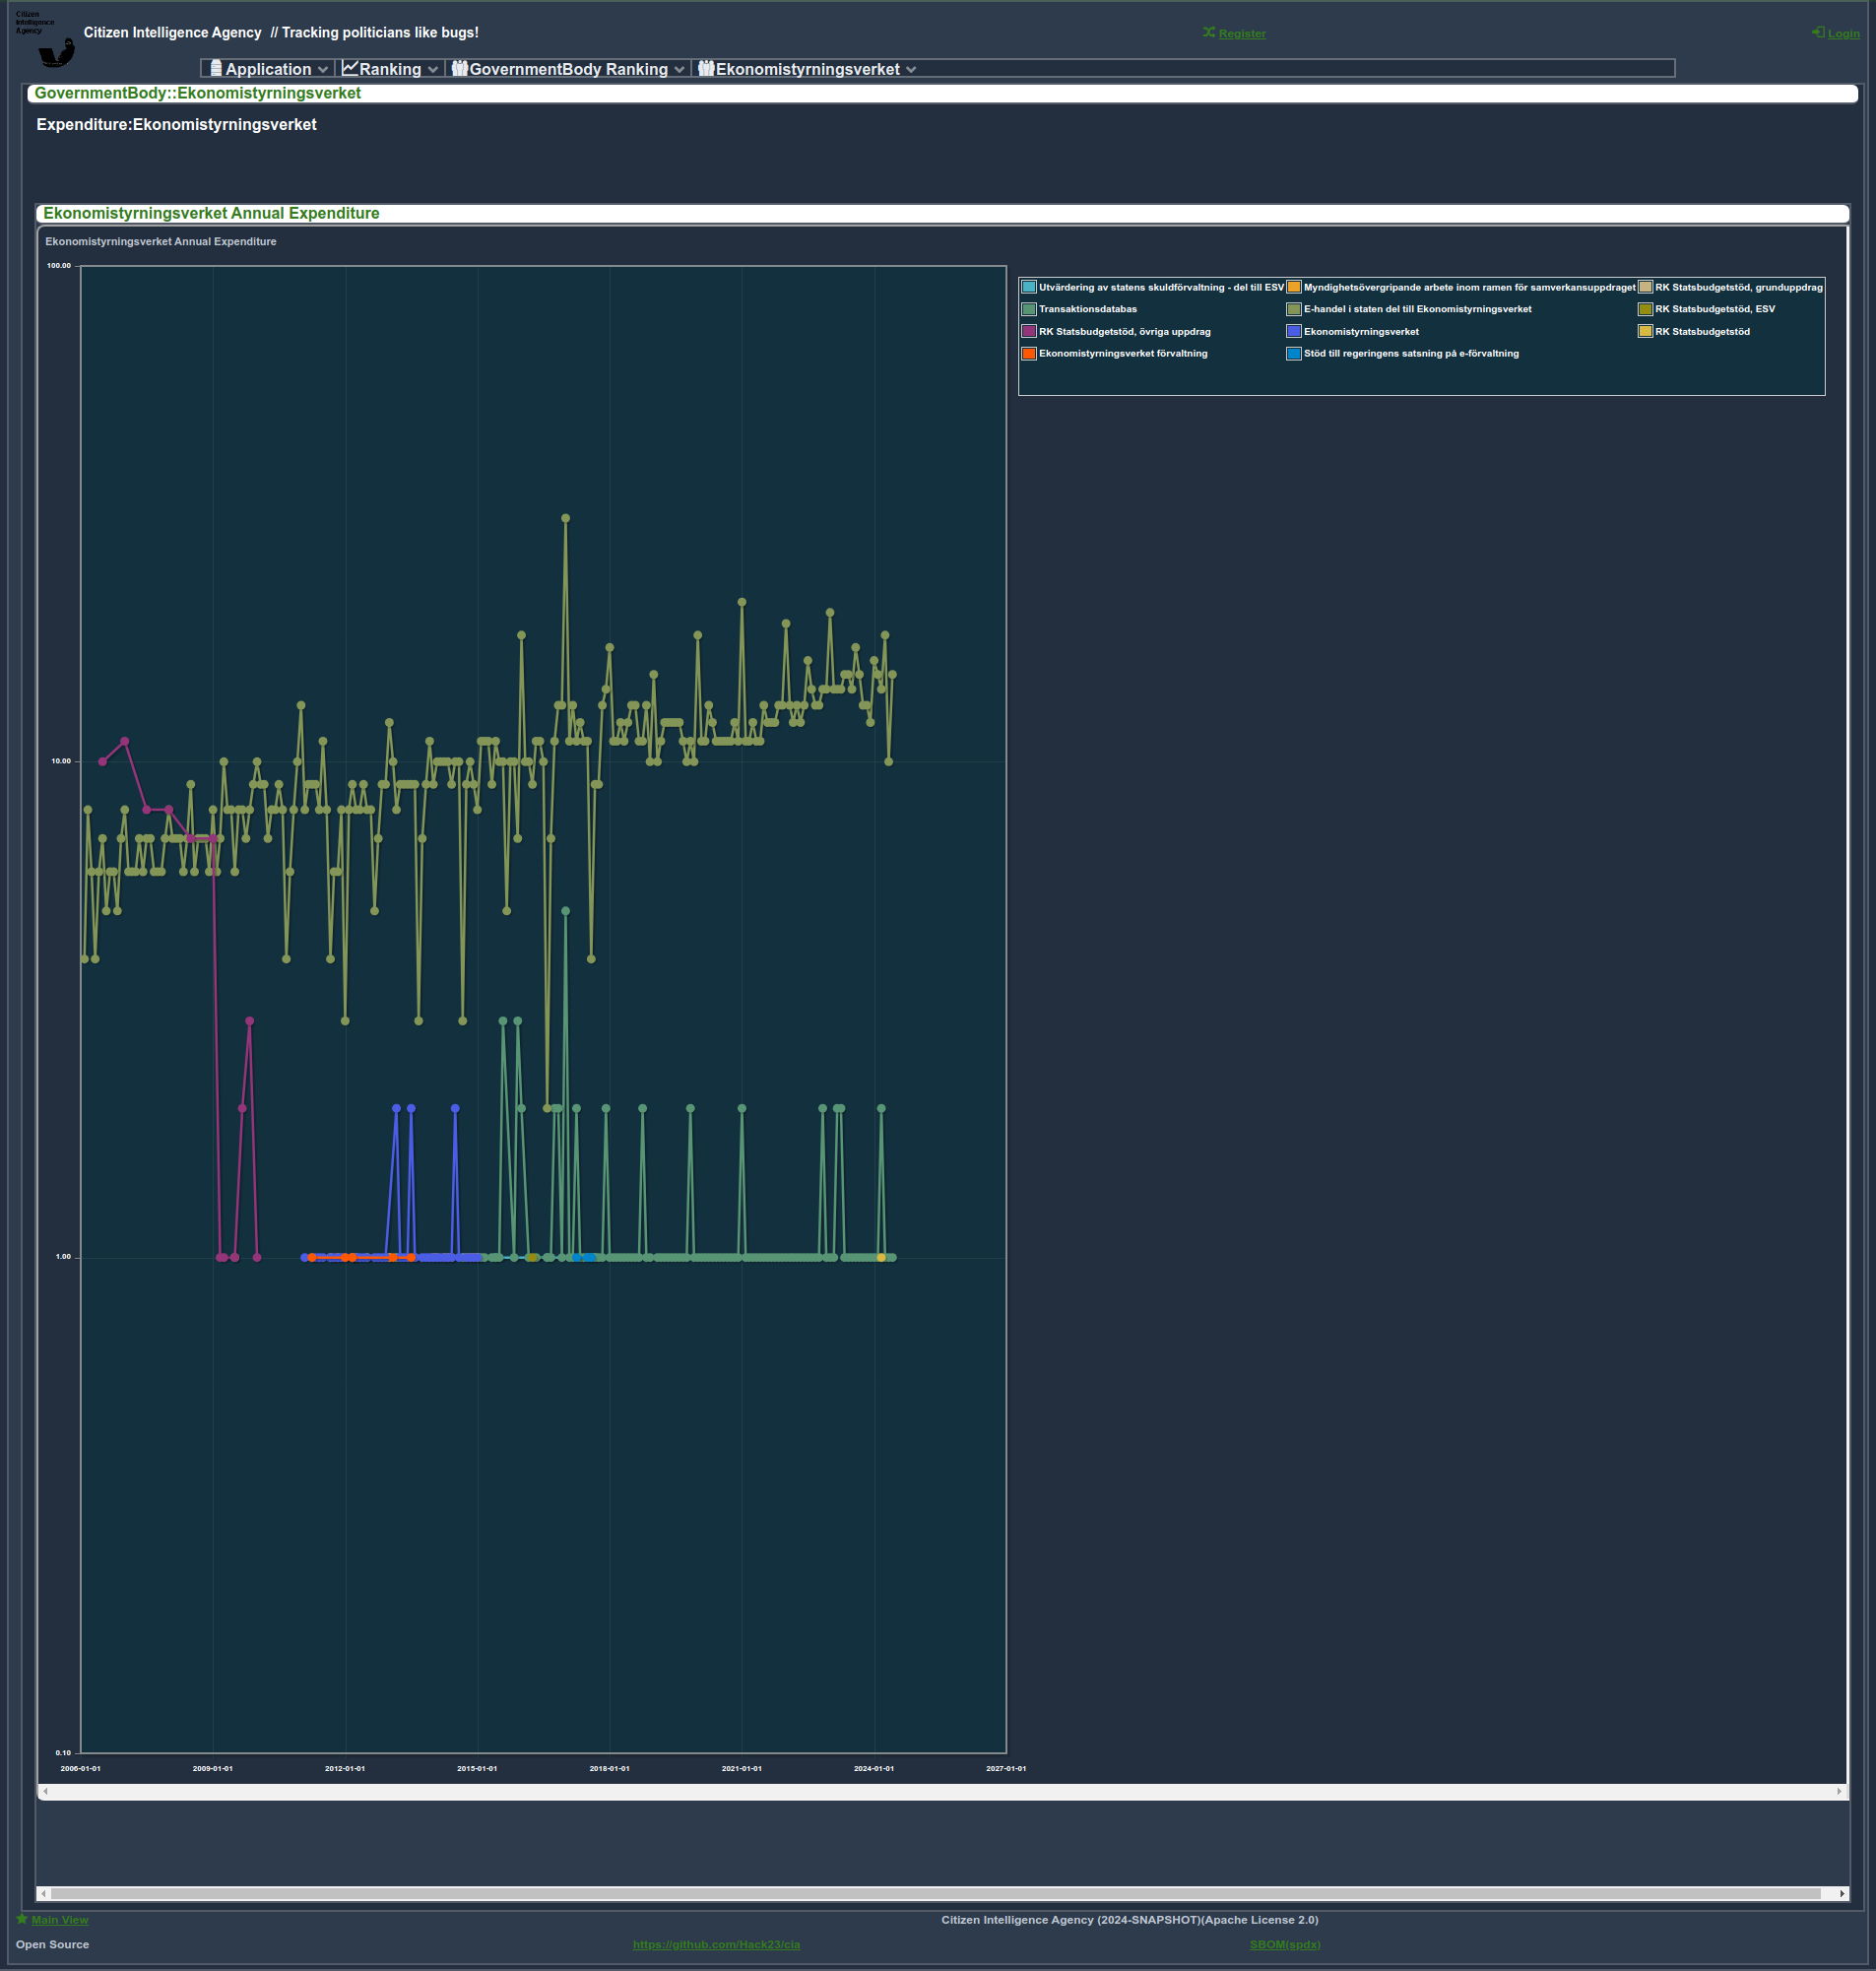 Citizen
Intelligence
Agency
Citizen Intelligence Agency // Tracking politicians like bugs!
Register
Login
Application
Ranking
GovernmentBody Ranking
Ekonomistyrningsverket
GovernmentBody::Ekonomistyrningsverket
Expenditure:Ekonomistyrningsverket
Ekonomistyrningsverket Annual Expenditure
Ekonomistyrningsverket Annual Expenditure
100.00
10.00
1.00
0.10
2006-01-01
2009-01-01
2012-01-01
2015-01-01
2018-01-01
2021-01-01
2024-01-01
2027-01-01
Utvärdering av statens skuldförvaltning - del till ESV
Myndighetsövergripande arbete inom ramen för samverkansuppdraget
RK Statsbudgetstöd, grunduppdrag
Transaktionsdatabas
E-handel i staten del till Ekonomistyrningsverket
RK Statsbudgetstöd, ESV
RK Statsbudgetstöd, övriga uppdrag
Ekonomistyrningsverket
RK Statsbudgetstöd
Ekonomistyrningsverket förvaltning
Stöd till regeringens satsning på e-förvaltning
Main View
Citizen Intelligence Agency (2024-SNAPSHOT)(Apache License 2.0)
Open Source
https://github.com/Hack23/cia
SBOM(spdx)